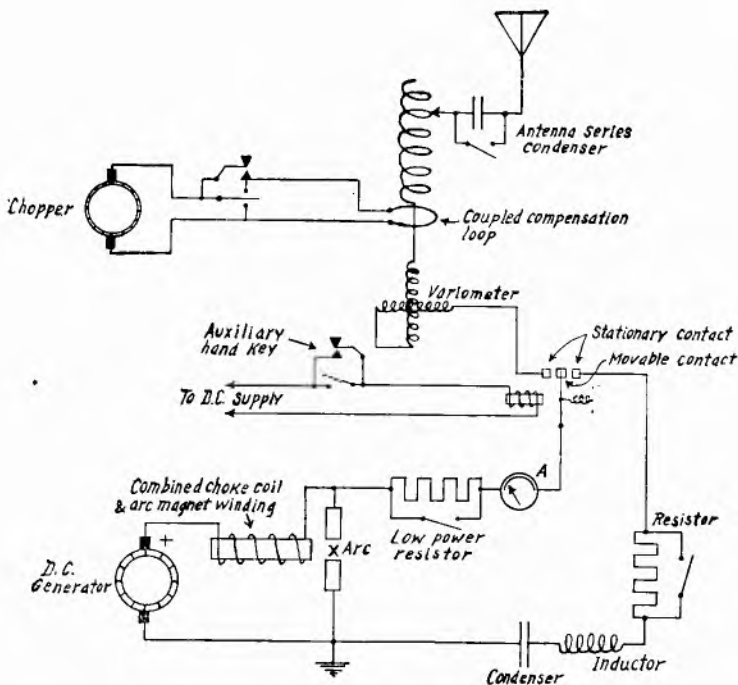 Antenna Series
condenser
Chopper
Coupled compensation
loop
Variometer
Auxiliary
hand Key
Stationary contact
Movable contact
To D.C. Supply
Combined choke coil
& arc magnet winding
A
+
Arc
Low power
resistor
Resistor
D.C.
Generator
Condenser
Inductor